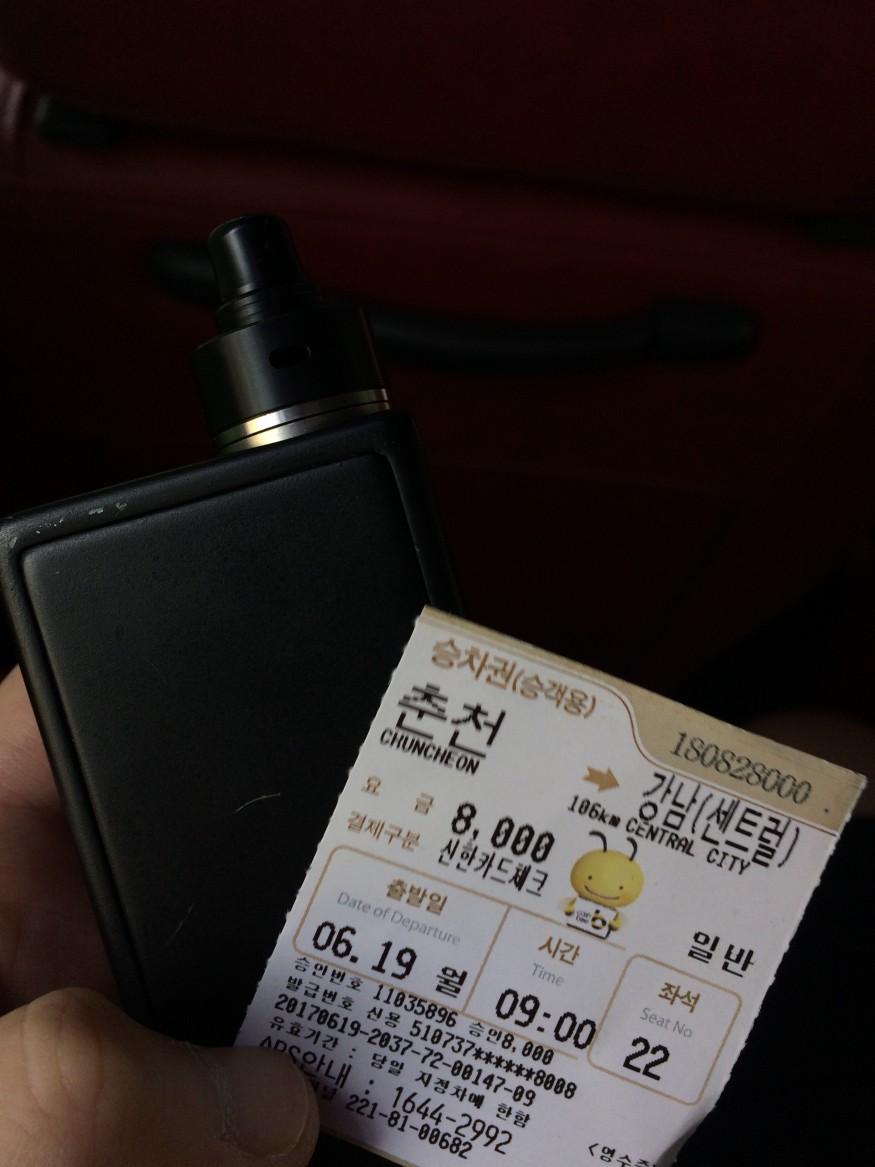 승차권(승객용)
180828000
춘천
CHUNCHEON
강남(센트럴)
106km CENTRAL CITY
요 금 8,000
결제구분 신한카드체크
일반
출발일
Date of Departure
06.19 월
시간
Time
09:00
좌석
Seat No
22
승인번호 11035896 승인8,000
발급번호 신용 510737******8008
20170619-2037-72-00147-09
유효기간 : 당일 지정차에 한함
ARS안내 : 1644-2992
221-81-00682
<영수증